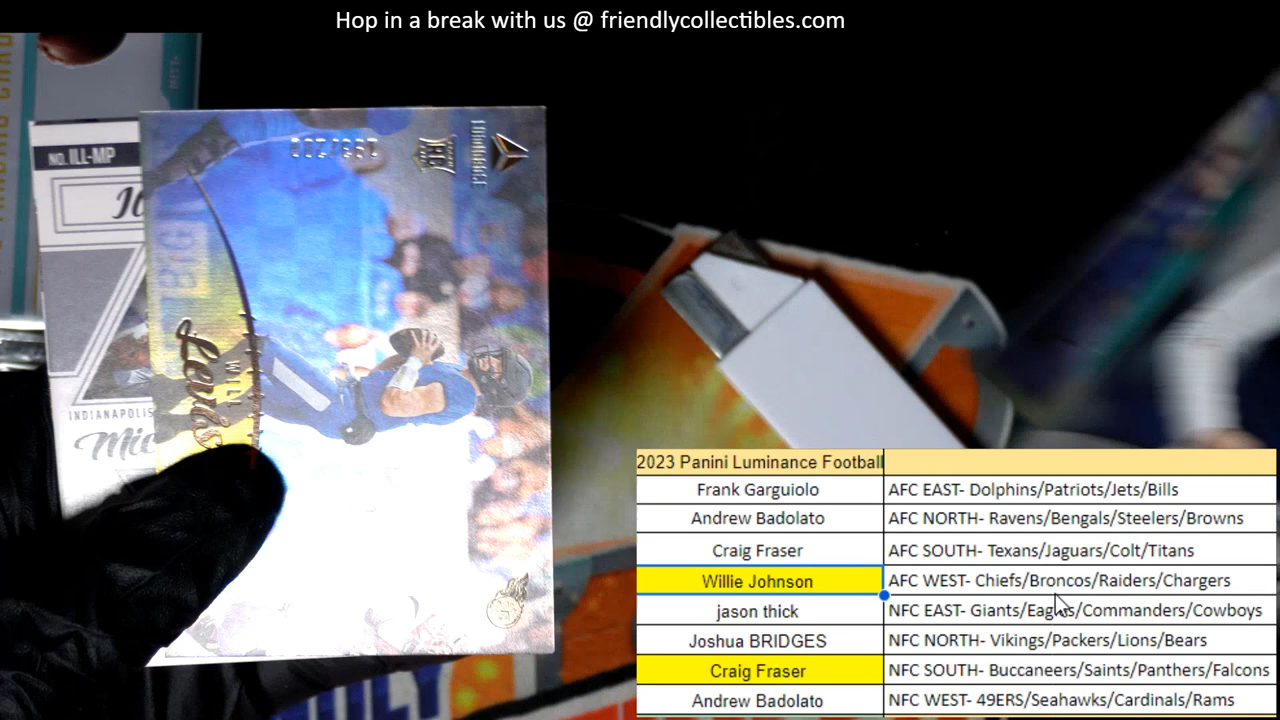 Hop in a break with us @ friendlycollectibles.com
NO. ILL-MP
INDIANAPOLIS
Mic
WILL
Levis
2023 Panini Luminance Football
Frank Garguiolo AFC EAST- Dolphins/Patriots/Jets/Bills
Andrew Badolato AFC NORTH- Ravens/Bengals/Steelers/Browns
Craig Fraser AFC SOUTH- Texans/Jaguars/Colt/Titans
Willie Johnson AFC WEST- Chiefs/Broncos/Raiders/Chargers
jason thick NFC EAST- Giants/Eagles/Commanders/Cowboys
Joshua BRIDGES NFC NORTH- Vikings/Packers/Lions/Bears
Craig Fraser NFC SOUTH- Buccaneers/Saints/Panthers/Falcons
Andrew Badolato NFC WEST- 49ERS/Seahawks/Cardinals/Rams